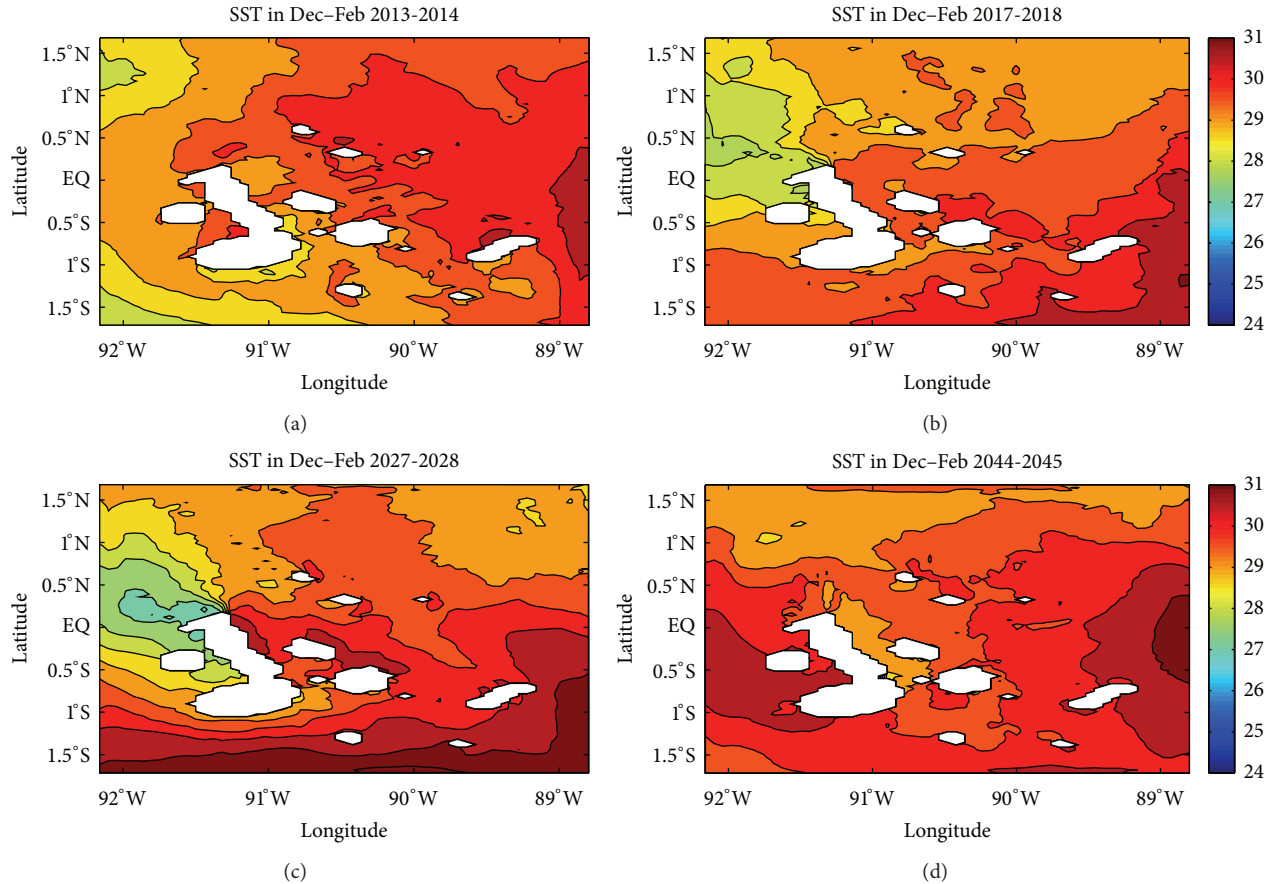 SST in Dec–Feb 2013-2014
1.5°N
1°N
0.5°N
EQ
0.5°S
1°S
1.5°S
Latitude
92°W
91°W
90°W
89°W
Longitude
(a)
SST in Dec–Feb 2017-2018
1.5°N
1°N
0.5°N
EQ
0.5°S
1°S
1.5°S
Latitude
92°W
91°W
90°W
89°W
Longitude
(b)
31
30
29
28
27
26
25
24
SST in Dec–Feb 2027-2028
1.5°N
1°N
0.5°N
EQ
0.5°S
1°S
1.5°S
Latitude
92°W
91°W
90°W
89°W
Longitude
(c)
SST in Dec–Feb 2044-2045
1.5°N
1°N
0.5°N
EQ
0.5°S
1°S
1.5°S
Latitude
92°W
91°W
90°W
89°W
Longitude
(d)
31
30
29
28
27
26
25
24